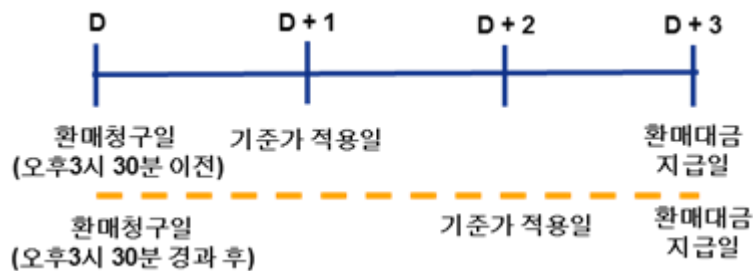 D D + 1 D + 2 D + 3
환매청구일 기준가 적용일 환매대금
(오후3시 30분 이전) 지급일
환매청구일 기준가 적용일 환매대금
(오후3시 30분 경과 후) 지급일